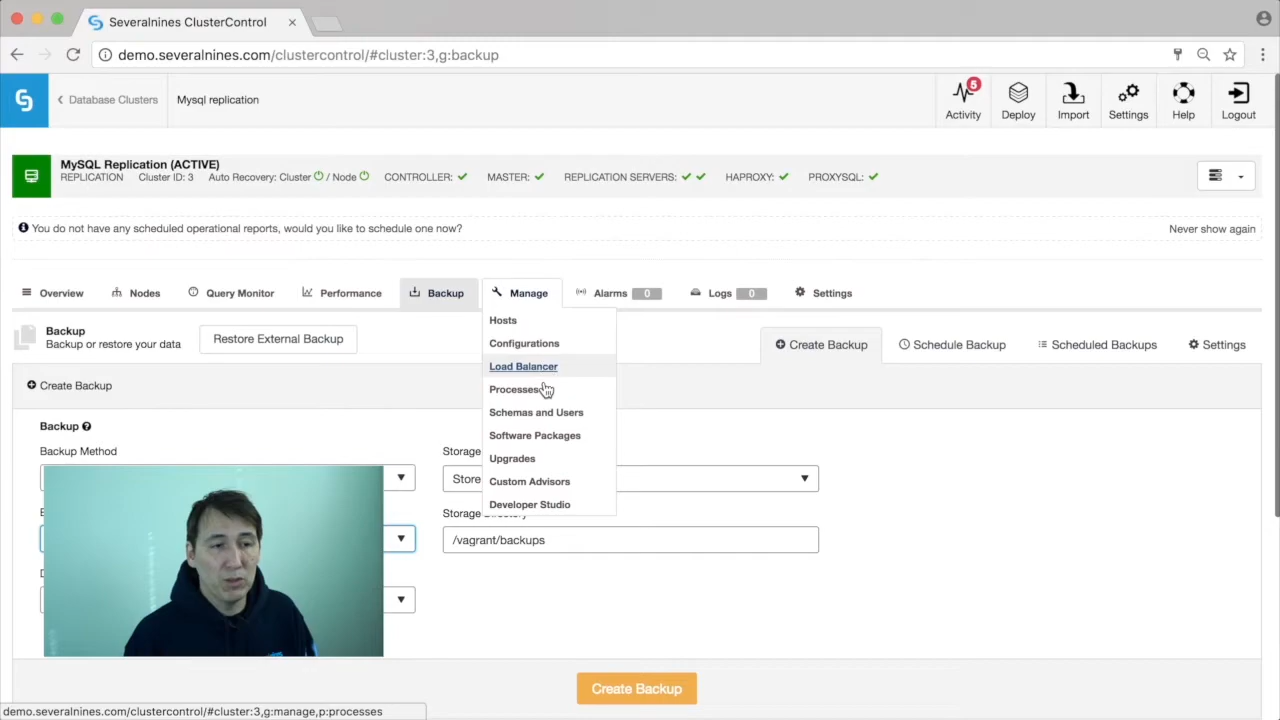 Severalnines ClusterControl
demo.severalnines.com/clustercontrol/#cluster:3,g:backup
Database Clusters
Mysql replication
5
Activity
Deploy
Import
Settings
Help
Logout
MySQL Replication (ACTIVE)
REPLICATION Cluster ID: 3 Auto Recovery: Cluster / Node CONTROLLER: MASTER: REPLICATION SERVERS: HAPROXY: PROXYSQL:
You do not have any scheduled operational reports, would you like to schedule one now?
Never show again
Overview Nodes Query Monitor Performance Backup Manage Alarms 0 Logs 0 Settings
Backup
Backup or restore your data
Restore External Backup
Create Backup Schedule Backup Scheduled Backups Settings
Hosts
Configurations
Load Balancer
Processes
Schemas and Users
Software Packages
Upgrades
Custom Advisors
Developer Studio
Create Backup
Backup
Backup Method
Storage
Store
Storage Directory
/vagrant/backups
Create Backup
demo.severalnines.com/clustercontrol/#cluster:3,g:manage,p:processes